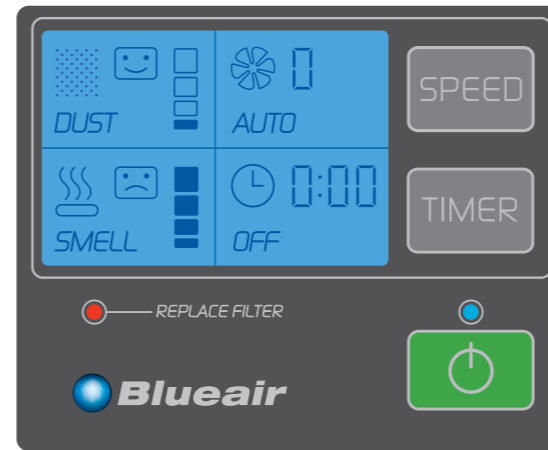 DUST
0
AUTO
SPEED
SMELL
0:00
OFF
TIMER
REPLACE FILTER
Blueair